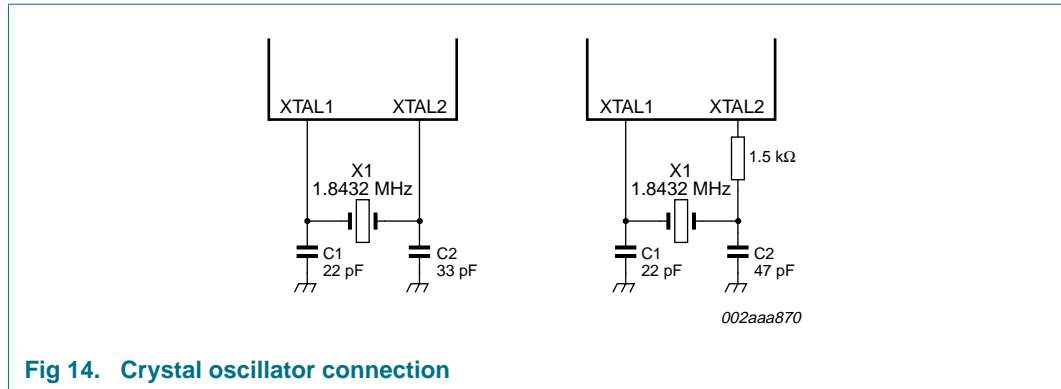 XTAL1 XTAL2
X1
1.8432 MHz
C1
22 pF
C2
33 pF
XTAL1 XTAL2
1.5 kΩ
X1
1.8432 MHz
C1
22 pF
C2
47 pF
002aaa870
Fig 14. Crystal oscillator connection